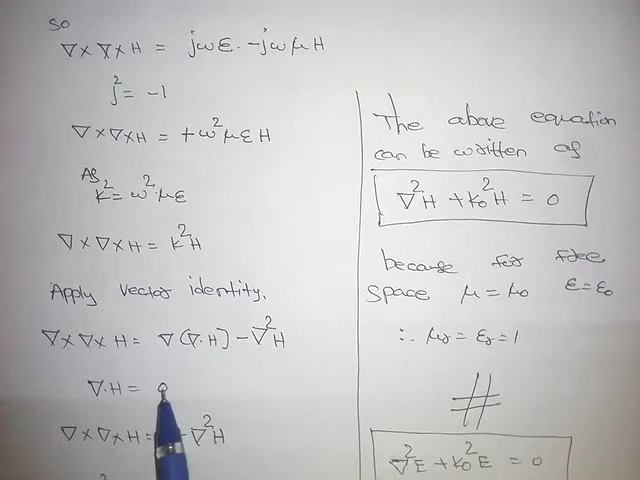 so
∇×∇×H = jωε. -jωμH
j² = -1
∇×∇×H = +ω²μεH
As
k² = ω²με
∇×∇×H = k²H
Apply vector identity.
∇×∇×H = ∇(∇.H) - ∇²H
∇.H = 0
∇×∇×H = -∇²H
The above equation
can be written as
∇²H + k₀²H = 0
because for free
space μ = μ₀ ε = ε₀
∴ μr = εr = 1
#
∇²E + k₀²E = 0